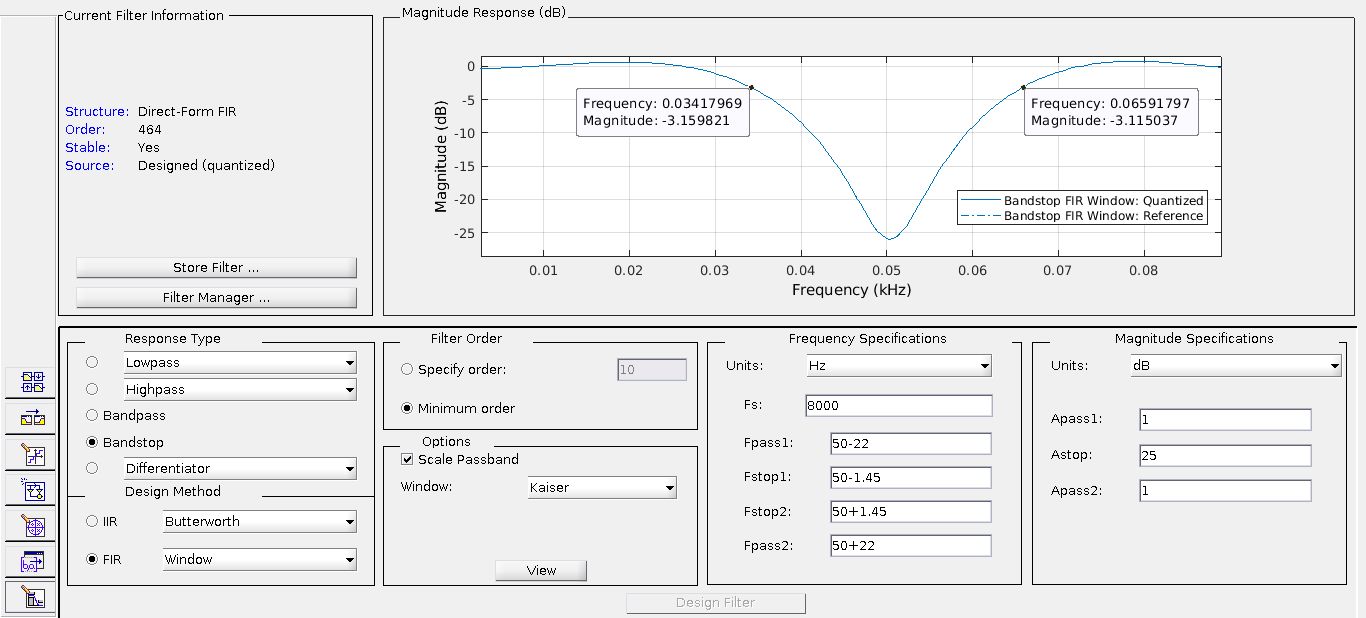 Current Filter Information
Structure: Direct-Form FIR
Order: 464
Stable: Yes
Source: Designed (quantized)
Store Filter ...
Filter Manager ...
Magnitude Response (dB)
Magnitude (dB)
0
-5
-10
-15
-20
-25
Frequency: 0.03417969
Magnitude: -3.159821
Frequency: 0.06591797
Magnitude: -3.115037
Bandstop FIR Window: Quantized
Bandstop FIR Window: Reference
0.01 0.02 0.03 0.04 0.05 0.06 0.07 0.08
Frequency (kHz)
Response Type
Lowpass
Highpass
Bandpass
Bandstop
Differentiator
Design Method
IIR Butterworth
FIR Window
Filter Order
Specify order: 10
Minimum order
Options
Scale Passband
Window: Kaiser
View
Frequency Specifications
Units: Hz
Fs: 8000
Fpass1: 50-22
Fstop1: 50-1.45
Fstop2: 50+1.45
Fpass2: 50+22
Magnitude Specifications
Units: dB
Apass1: 1
Astop: 25
Apass2: 1
Design Filter